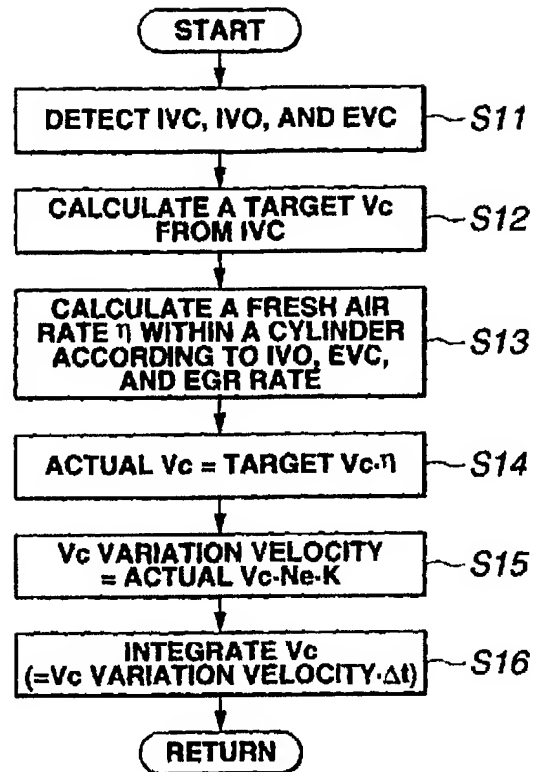 START
DETECT IVC, IVO, AND EVC
S11
CALCULATE A TARGET Vc
FROM IVC
S12
CALCULATE A FRESH AIR
RATE η WITHIN A CYLINDER
ACCORDING TO IVO, EVC,
AND EGR RATE
S13
ACTUAL Vc = TARGET Vc·η
S14
Vc VARIATION VELOCITY
= ACTUAL Vc·Ne·K
S15
INTEGRATE Vc
(=Vc VARIATION VELOCITY·Δt)
S16
RETURN